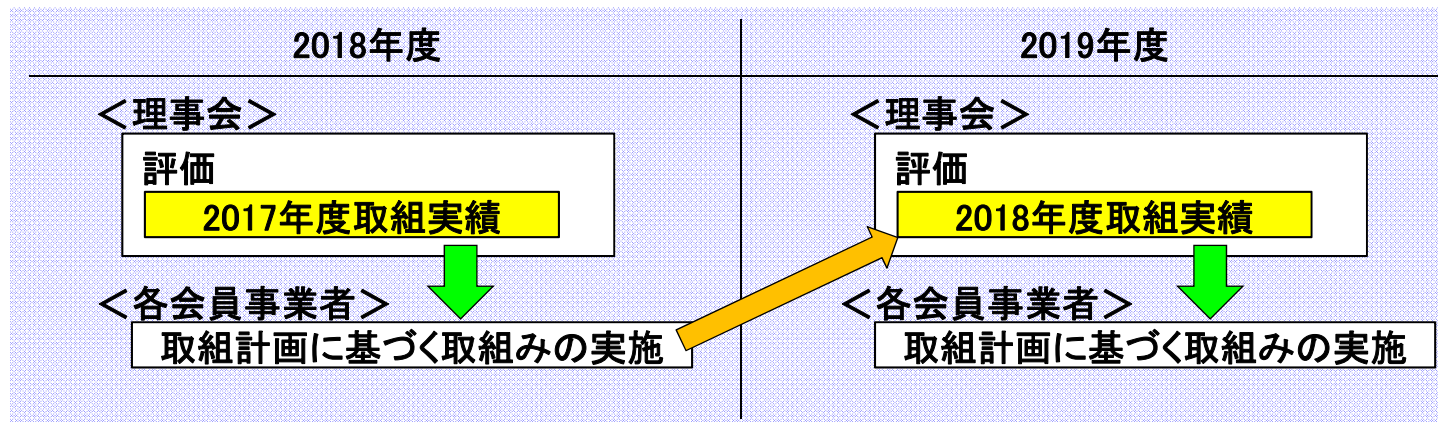 2018年度
＜理事会＞
評価
2017年度取組実績
＜各会員事業者＞
取組計画に基づく取組みの実施
2019年度
＜理事会＞
評価
2018年度取組実績
＜各会員事業者＞
取組計画に基づく取組みの実施